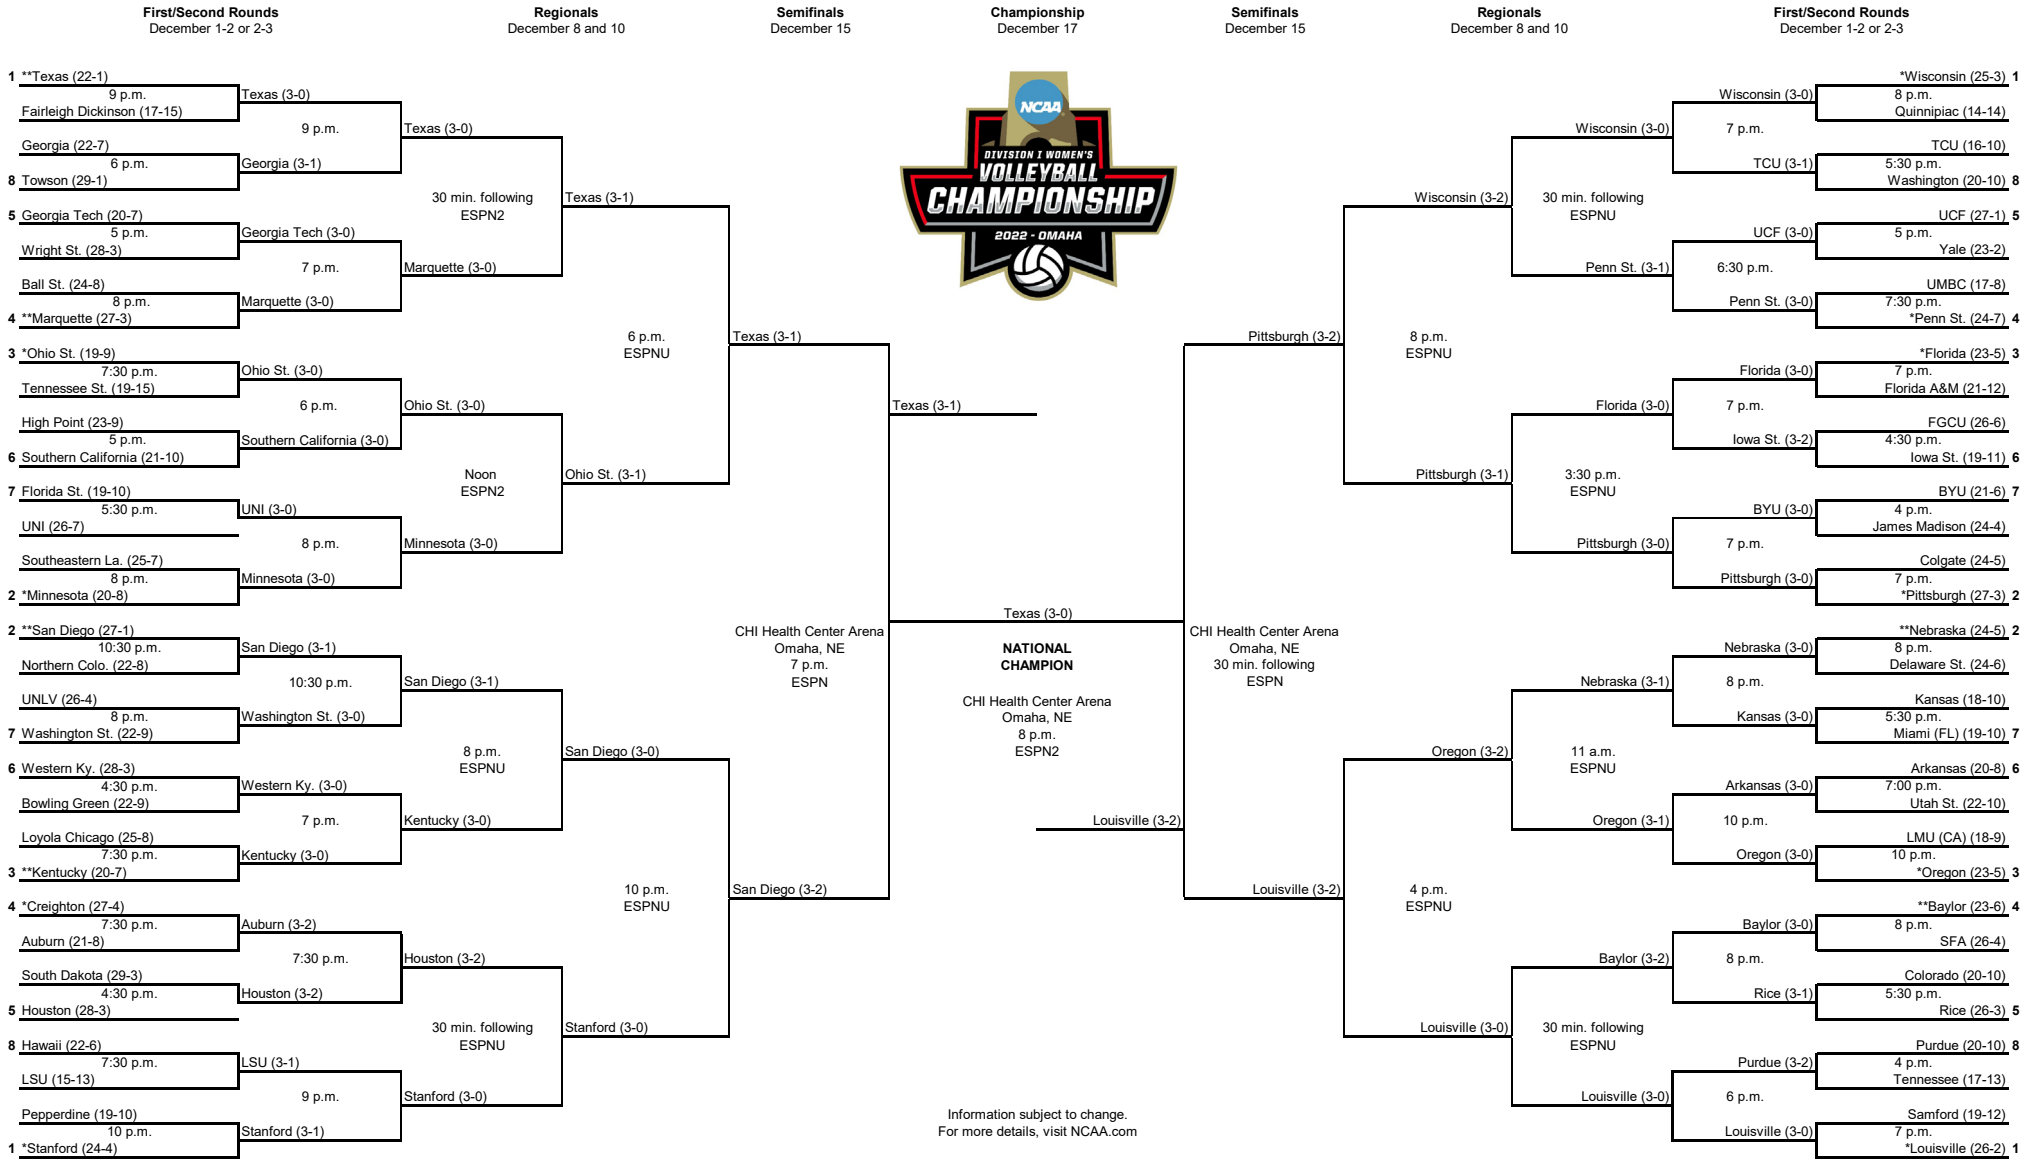 First/Second Rounds
December 1-2 or 2-3
Regionals
December 8 and 10
Semifinals
December 15
Championship
December 17
Semifinals
December 15
Regionals
December 8 and 10
First/Second Rounds
December 1-2 or 2-3
1 **Texas (22-1)
9 p.m.
Fairleigh Dickinson (17-15)
Texas (3-0)
9 p.m.
Georgia (22-7)
6 p.m.
8 Towson (29-1)
Georgia (3-1)
Texas (3-0)
30 min. following
ESPN2
5 Georgia Tech (20-7)
5 p.m.
Wright St. (28-3)
Georgia Tech (3-0)
7 p.m.
Ball St. (24-8)
8 p.m.
4 **Marquette (27-3)
Marquette (3-0)
Marquette (3-0)
Texas (3-1)
6 p.m.
ESPNU
3 *Ohio St. (19-9)
7:30 p.m.
Tennessee St. (19-15)
Ohio St. (3-0)
6 p.m.
High Point (23-9)
5 p.m.
6 Southern California (21-10)
Southern California (3-0)
Ohio St. (3-0)
Noon
ESPN2
7 Florida St. (19-10)
5:30 p.m.
UNI (26-7)
UNI (3-0)
8 p.m.
Southeastern La. (25-7)
8 p.m.
2 *Minnesota (20-8)
Minnesota (3-0)
Minnesota (3-0)
Ohio St. (3-1)
Texas (3-1)
2 **San Diego (27-1)
10:30 p.m.
Northern Colo. (22-8)
San Diego (3-1)
10:30 p.m.
UNLV (26-4)
8 p.m.
7 Washington St. (22-9)
Washington St. (3-0)
San Diego (3-1)
8 p.m.
ESPNU
6 Western Ky. (28-3)
4:30 p.m.
Bowling Green (22-9)
Western Ky. (3-0)
7 p.m.
Loyola Chicago (25-8)
7:30 p.m.
3 **Kentucky (20-7)
Kentucky (3-0)
Kentucky (3-0)
San Diego (3-0)
10 p.m.
ESPNU
4 *Creighton (27-4)
7:30 p.m.
Auburn (21-8)
Auburn (3-2)
7:30 p.m.
South Dakota (29-3)
4:30 p.m.
5 Houston (28-3)
Houston (3-2)
Houston (3-2)
30 min. following
ESPNU
8 Hawaii (22-6)
7:30 p.m.
LSU (15-13)
LSU (3-1)
9 p.m.
Pepperdine (19-10)
10 p.m.
1 *Stanford (24-4)
Stanford (3-1)
Stanford (3-0)
Stanford (3-0)
San Diego (3-2)
CHI Health Center Arena
Omaha, NE
7 p.m.
ESPN
Texas (3-1)
NCAA
DIVISION I WOMEN'S
VOLLEYBALL
CHAMPIONSHIP
2022 - OMAHA
Texas (3-0)
NATIONAL
CHAMPION
CHI Health Center Arena
Omaha, NE
8 p.m.
ESPN2
Louisville (3-2)
Information subject to change.
For more details, visit NCAA.com
CHI Health Center Arena
Omaha, NE
30 min. following
ESPN
Pittsburgh (3-2)
Wisconsin (3-2)
8 p.m.
ESPNU
Wisconsin (3-0)
30 min. following
ESPNU
Wisconsin (3-0)
7 p.m.
*Wisconsin (25-3) 1
8 p.m.
Quinnipiac (14-14)
TCU (3-1)
TCU (16-10)
5:30 p.m.
Washington (20-10) 8
Penn St. (3-1)
UCF (3-0)
6:30 p.m.
UCF (27-1) 5
5 p.m.
Yale (23-2)
Penn St. (3-0)
UMBC (17-8)
7:30 p.m.
*Penn St. (24-7) 4
Pittsburgh (3-1)
Florida (3-0)
3:30 p.m.
ESPNU
Florida (3-0)
7 p.m.
*Florida (23-5) 3
7 p.m.
Florida A&M (21-12)
Iowa St. (3-2)
FGCU (26-6)
4:30 p.m.
Iowa St. (19-11) 6
Pittsburgh (3-0)
BYU (3-0)
7 p.m.
BYU (21-6) 7
4 p.m.
James Madison (24-4)
Pittsburgh (3-0)
Colgate (24-5)
7 p.m.
*Pittsburgh (27-3) 2
Louisville (3-2)
Oregon (3-2)
4 p.m.
ESPNU
Nebraska (3-1)
11 a.m.
ESPNU
Nebraska (3-0)
8 p.m.
**Nebraska (24-5) 2
8 p.m.
Delaware St. (24-6)
Kansas (3-0)
Kansas (18-10)
5:30 p.m.
Miami (FL) (19-10) 7
Oregon (3-1)
Arkansas (3-0)
10 p.m.
Arkansas (20-8) 6
7:00 p.m.
Utah St. (22-10)
Oregon (3-0)
LMU (CA) (18-9)
10 p.m.
*Oregon (23-5) 3
Louisville (3-0)
Baylor (3-2)
30 min. following
ESPNU
Baylor (3-0)
8 p.m.
**Baylor (23-6) 4
8 p.m.
SFA (26-4)
Rice (3-1)
Colorado (20-10)
5:30 p.m.
Rice (26-3) 5
Louisville (3-0)
Purdue (3-2)
6 p.m.
Purdue (20-10) 8
4 p.m.
Tennessee (17-13)
Louisville (3-0)
Samford (19-12)
7 p.m.
*Louisville (26-2) 1